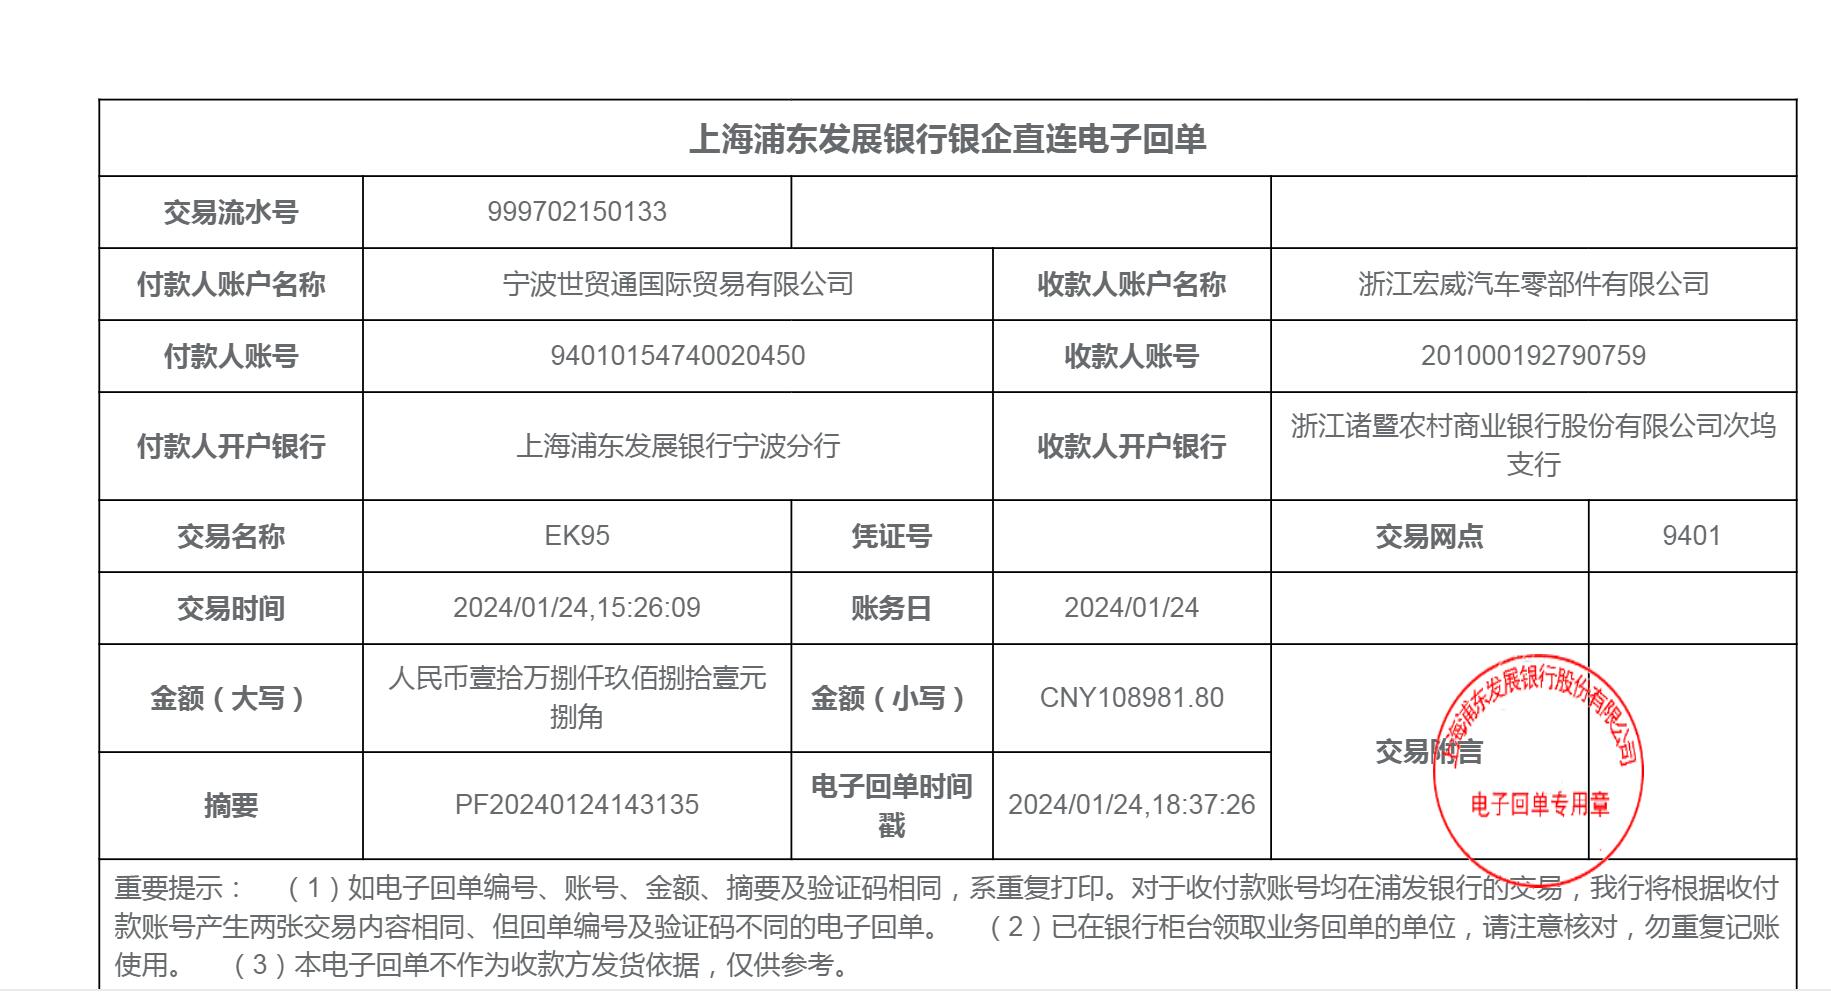 上海浦东发展银行银企直连电子回单
交易流水号 999702150133
付款人账户名称 宁波世贸通国际贸易有限公司 收款人账户名称 浙江宏威汽车零部件有限公司
付款人账号 94010154740020450 收款人账号 201000192790759
付款人开户银行 上海浦东发展银行宁波分行 收款人开户银行 浙江诸暨农村商业银行股份有限公司次坞
支行
交易名称 EK95 凭证号 交易网点 9401
交易时间 2024/01/24,15:26:09 账务日 2024/01/24
金额（大写） 人民币壹拾万捌仟玖佰捌拾壹元
捌角
金额（小写） CNY108981.80
交易附言
上海浦东发展银行股份有限公司
电子回单专用章
摘要 PF20240124143135 电子回单时间
戳
2024/01/24,18:37:26
重要提示： （1）如电子回单编号、账号、金额、摘要及验证码相同，系重复打印。对于收付款账号均在浦发银行的交易，我行将根据收付
款账号产生两张交易内容相同、但回单编号及验证码不同的电子回单。 （2）已在银行柜台领取业务回单的单位，请注意核对，勿重复记账
使用。 （3）本电子回单不作为收款方发货依据，仅供参考。